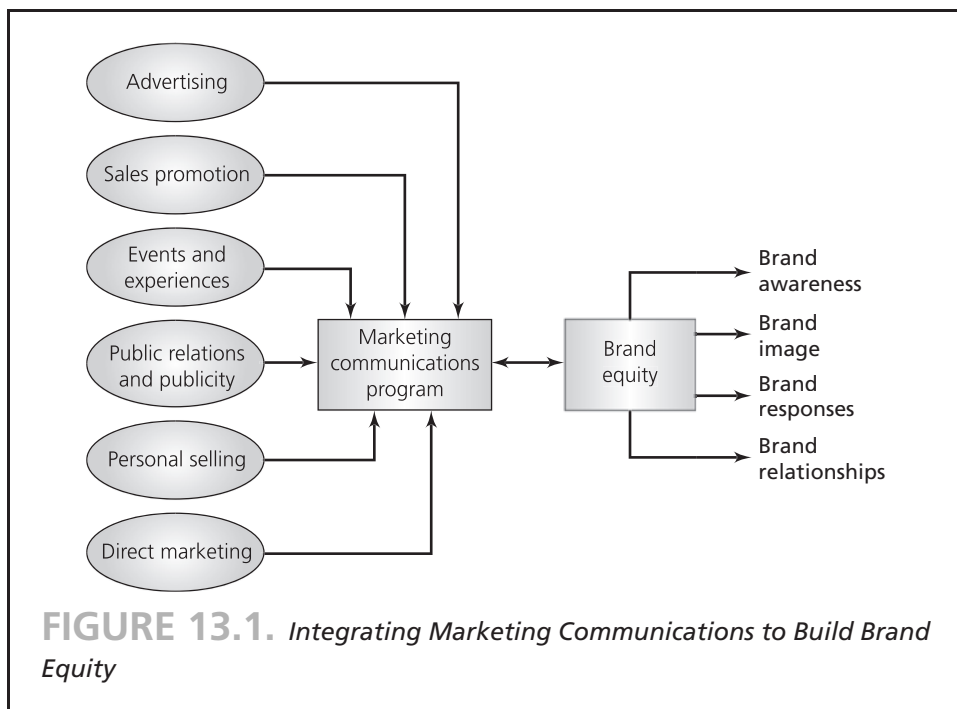 Advertising
Sales promotion
Events and
experiences
Public relations
and publicity
Personal selling
Direct marketing
Marketing
communications
program
Brand
equity
Brand
awareness
Brand
image
Brand
responses
Brand
relationships
FIGURE 13.1. Integrating Marketing Communications to Build Brand
Equity